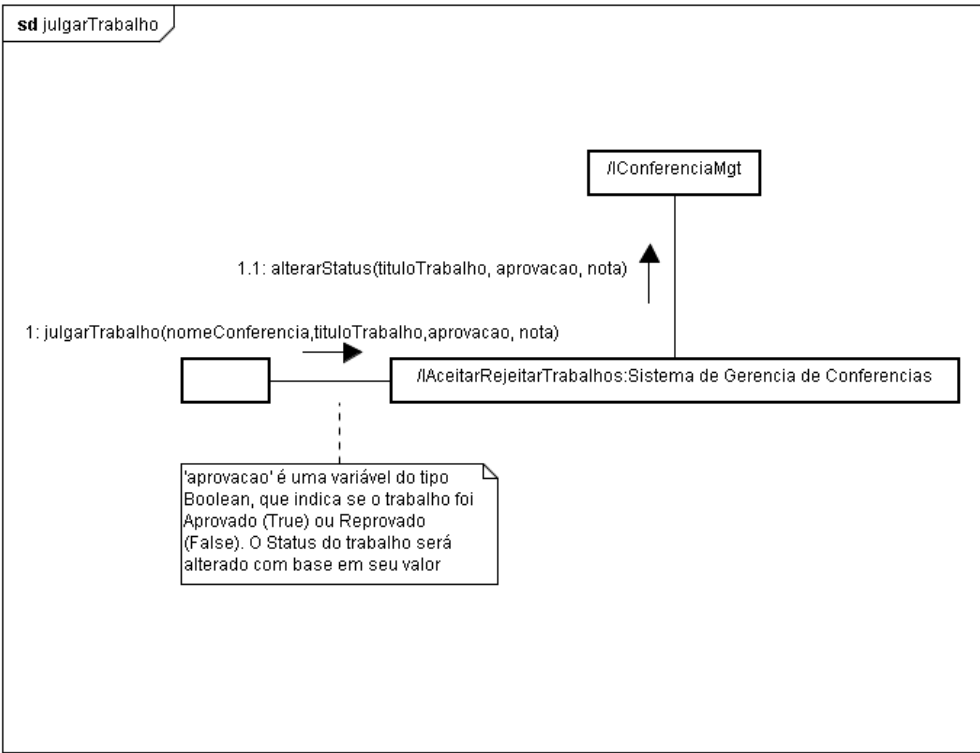 sd julgarTrabalho
/IConferenciaMgt
1.1: alterarStatus(tituloTrabalho, aprovacao, nota)
1: julgarTrabalho(nomeConferencia,tituloTrabalho,aprovacao, nota)
/IAceitarRejeitarTrabalhos:Sistema de Gerencia de Conferencias
'aprovacao' é uma variável do tipo
Boolean, que indica se o trabalho foi
Aprovado (True) ou Reprovado
(False). O Status do trabalho será
alterado com base em seu valor